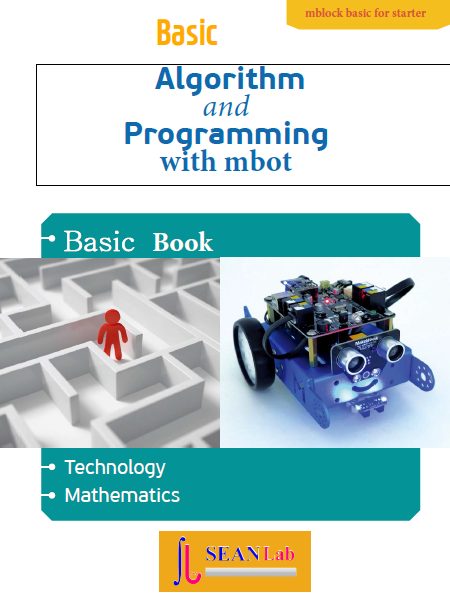 mblock basic for starter
Basic
Algorithm
and
Programming
with mbot
Basic Book
Technology
Mathematics
SEANLab